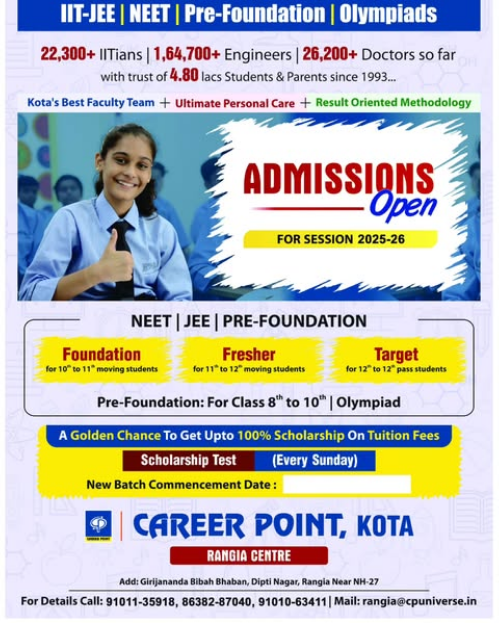 IIT-JEE | NEET | Pre-Foundation | Olympiads
22,300+ IITians | 1,64,700+ Engineers | 26,200+ Doctors so far
with trust of 4.80 lacs Students & Parents since 1993...
Kota's Best Faculty Team + Ultimate Personal Care + Result Oriented Methodology
ADMISSIONS
Open
FOR SESSION 2025-26
NEET | JEE | PRE-FOUNDATION
Foundation
for 10th to 11th moving students
Fresher
for 11th to 12th moving students
Target
for 12th to 12th pass students
Pre-Foundation: For Class 8th to 10th | Olympiad
A Golden Chance To Get Upto 100% Scholarship On Tuition Fees
Scholarship Test (Every Sunday)
New Batch Commencement Date :
CAREER POINT
CAREER POINT, KOTA
RANGIA CENTRE
Add: Girijananda Bibah Bhaban, Dipti Nagar, Rangia Near NH-27
For Details Call: 91011-35918, 86382-87040, 91010-63411 | Mail: rangia@cpuniverse.in